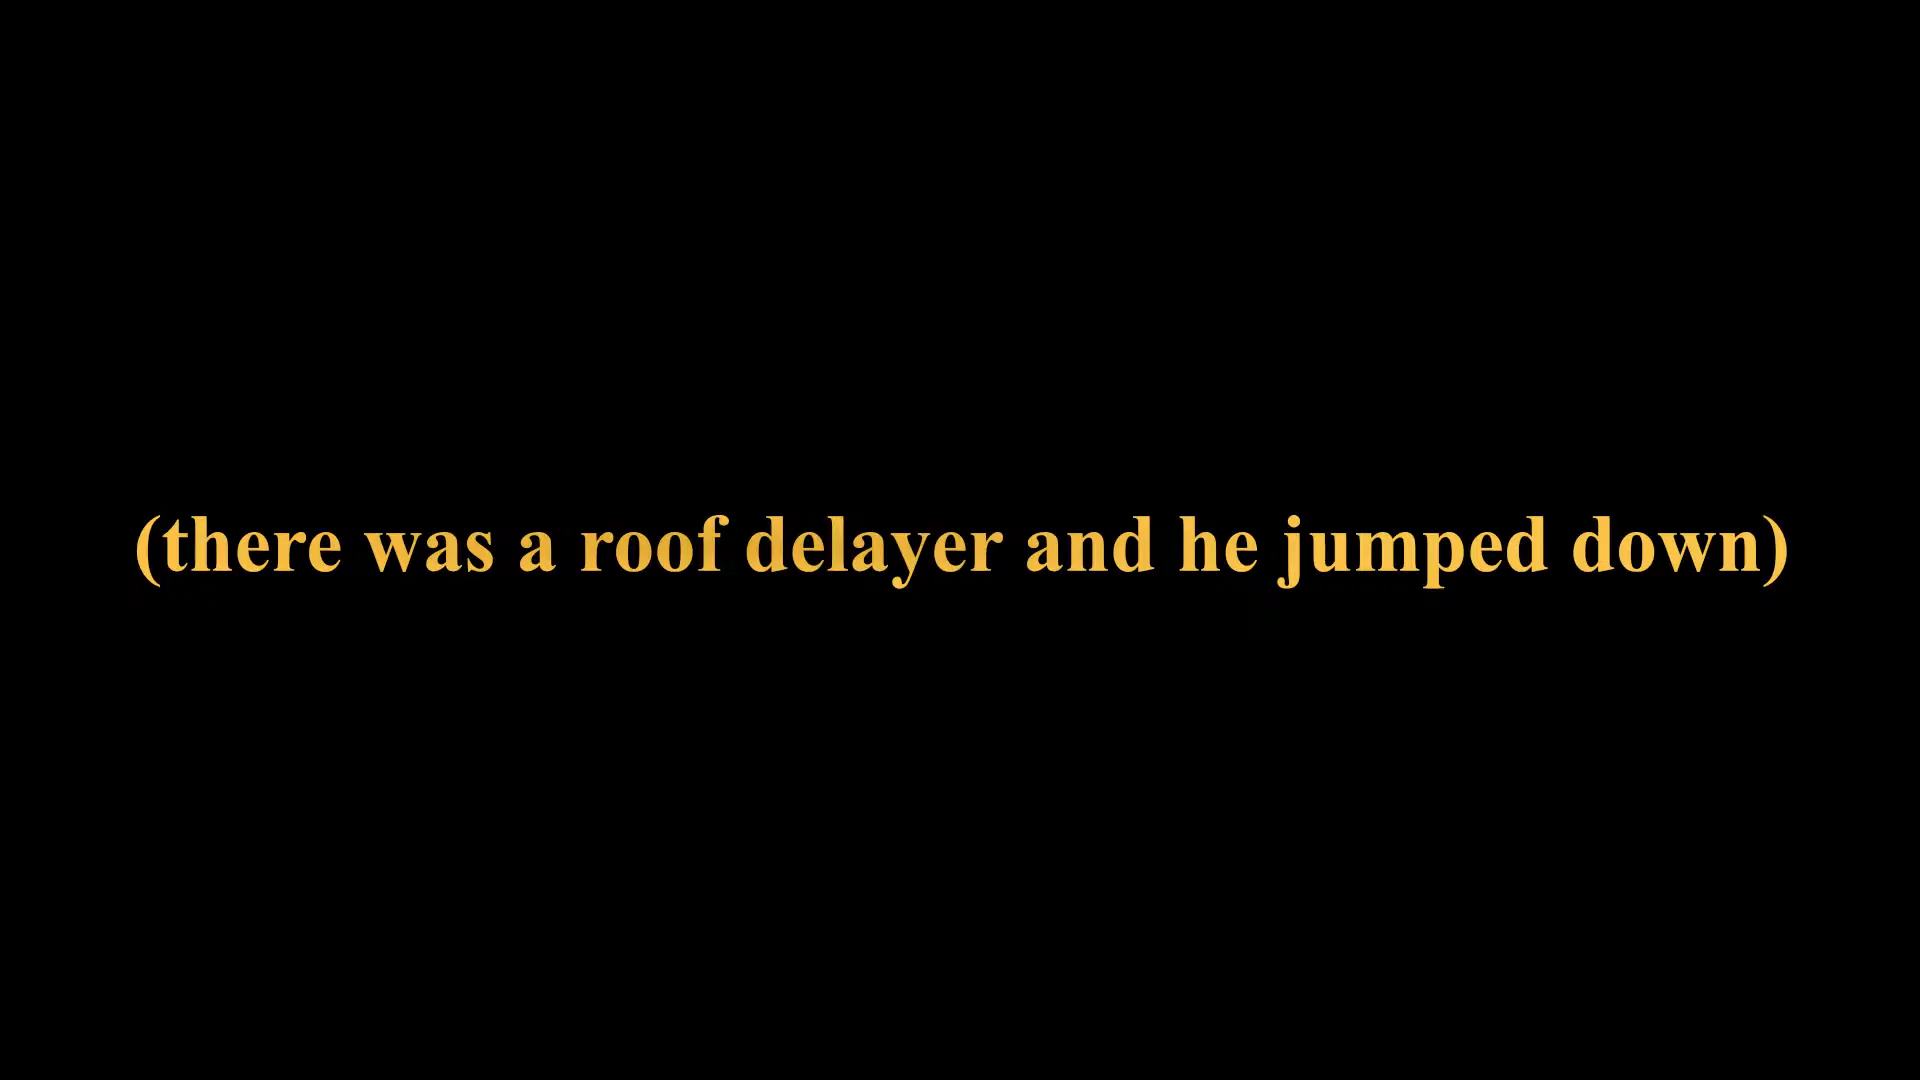 (there was a roof delayer and he jumped down)